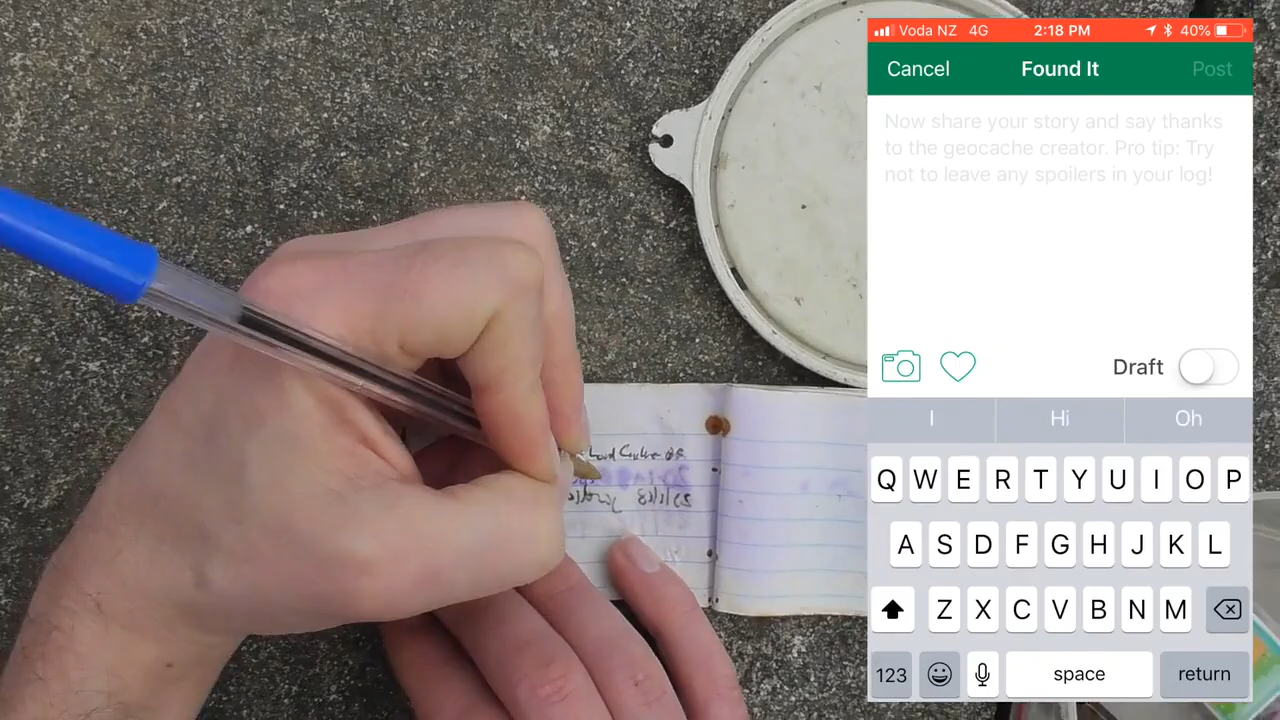 Voda NZ 4G 2:18 PM 40%
Cancel Found It Post
Now share your story and say thanks
to the geocache creator. Pro tip: Try
not to leave any spoilers in your log!
Draft
I Hi Oh
Q W E R T Y U I O P
A S D F G H J K L
Z X C V B N M
123 space return